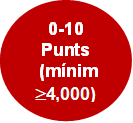 0-10
Punts
(mínim
≥4,000)